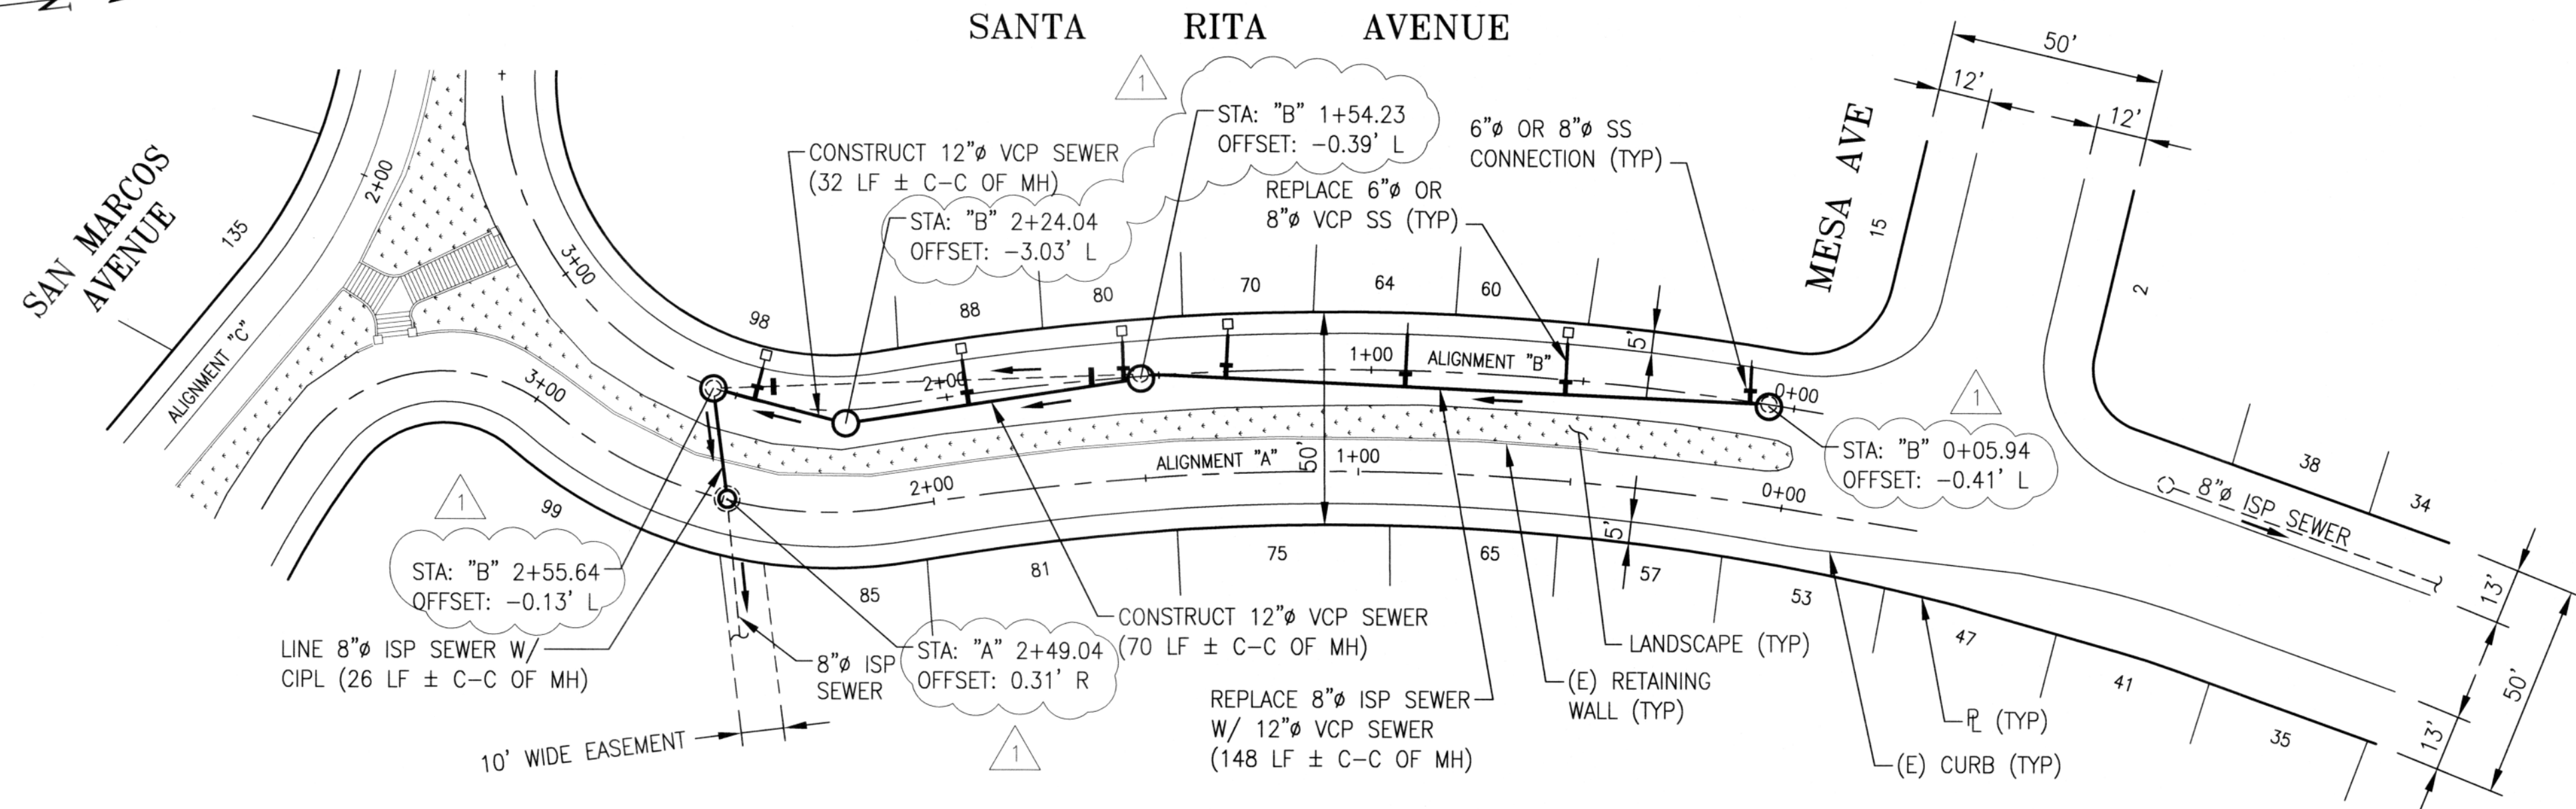 SANTA RITA AVENUE
N
50'
12'
12'
1
STA: "B" 1+54.23
OFFSET: -0.39' L
6"ø OR 8"ø SS
CONNECTION (TYP)
MESA AVE
15
2
CONSTRUCT 12"ø VCP SEWER
(32 LF ± C-C OF MH)
REPLACE 6"ø OR
8"ø VCP SS (TYP)
STA: "B" 2+24.04
OFFSET: -3.03' L
SAN MARCOS
AVENUE
135
2+00
ALIGNMENT "C"
3+00
3+00
98
88
80
70
64
60
5'
2+00
1+00
ALIGNMENT "B"
0+00
50'
ALIGNMENT "A"
1+00
2+00
0+00
1
STA: "B" 0+05.94
OFFSET: -0.41' L
8"ø ISP SEWER
38
34
13'
50'
13'
99
85
81
75
65
5'
57
53
47
41
35
1
STA: "B" 2+55.64
OFFSET: -0.13' L
LINE 8"ø ISP SEWER W/
CIPL (26 LF ± C-C OF MH)
10' WIDE EASEMENT
8"ø ISP
SEWER
STA: "A" 2+49.04
OFFSET: 0.31' R
1
CONSTRUCT 12"ø VCP SEWER
(70 LF ± C-C OF MH)
REPLACE 8"ø ISP SEWER
W/ 12"ø VCP SEWER
(148 LF ± C-C OF MH)
LANDSCAPE (TYP)
(E) RETAINING
WALL (TYP)
PL (TYP)
(E) CURB (TYP)